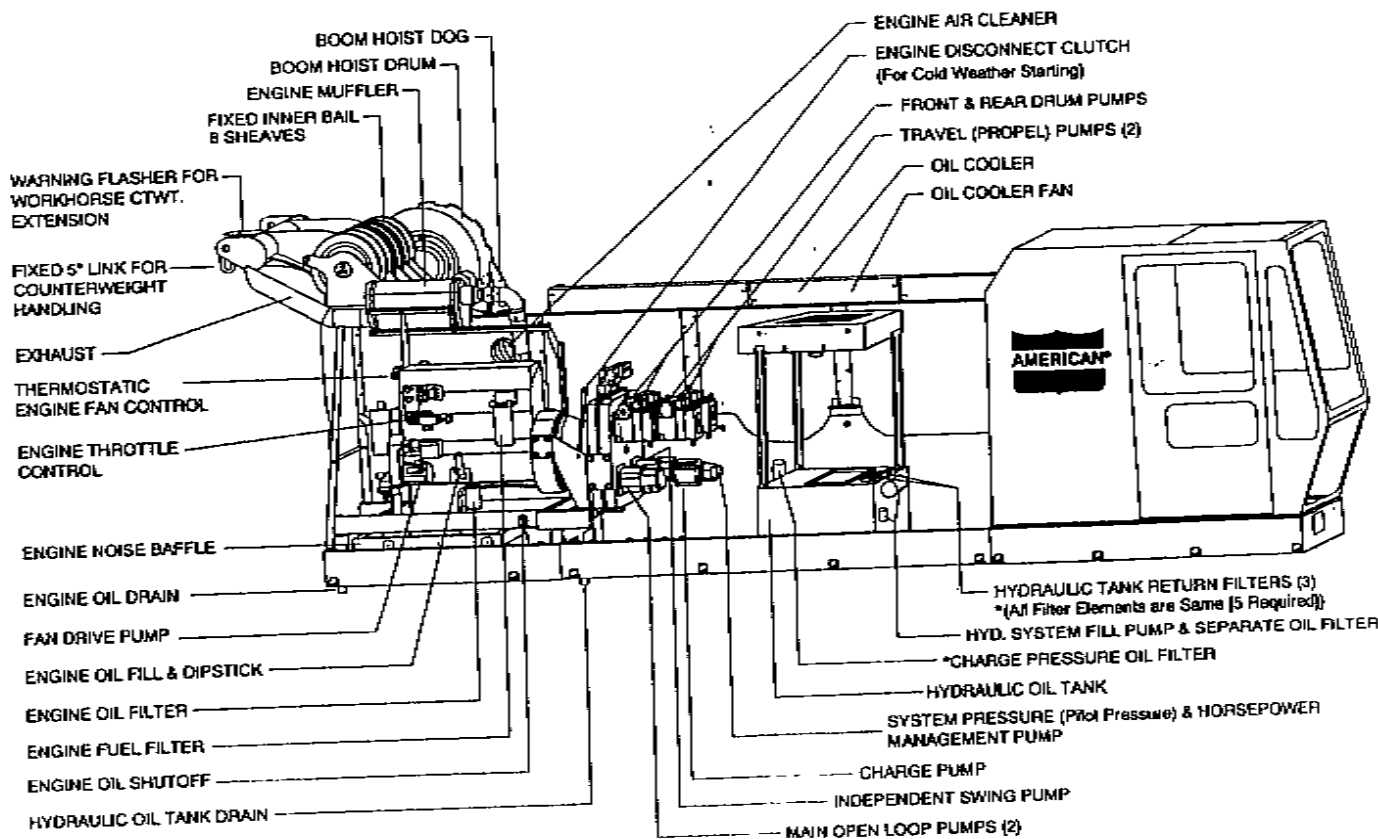 BOOM HOIST DOG
BOOM HOIST DRUM
ENGINE MUFFLER
FIXED INNER BAIL
8 SHEAVES
WARNING FLASHER FOR
WORKHORSE CTWT.
EXTENSION
FIXED 5° LINK FOR
COUNTERWEIGHT
HANDLING
EXHAUST
THERMOSTATIC
ENGINE FAN CONTROL
ENGINE THROTTLE
CONTROL
ENGINE NOISE BAFFLE
ENGINE OIL DRAIN
FAN DRIVE PUMP
ENGINE OIL FILL & DIPSTICK
ENGINE OIL FILTER
ENGINE FUEL FILTER
ENGINE OIL SHUTOFF
HYDRAULIC OIL TANK DRAIN
ENGINE AIR CLEANER
ENGINE DISCONNECT CLUTCH
(For Cold Weather Starting)
FRONT & REAR DRUM PUMPS
TRAVEL (PROPEL) PUMPS (2)
OIL COOLER
OIL COOLER FAN
AMERICAN®
HYDRAULIC TANK RETURN FILTERS (3)
*(All Filter Elements are Same [5 Required])
HYD. SYSTEM FILL PUMP & SEPARATE OIL FILTER
*CHARGE PRESSURE OIL FILTER
HYDRAULIC OIL TANK
SYSTEM PRESSURE (Pilot Pressure) & HORSEPOWER
MANAGEMENT PUMP
CHARGE PUMP
INDEPENDENT SWING PUMP
MAIN OPEN LOOP PUMPS (2)